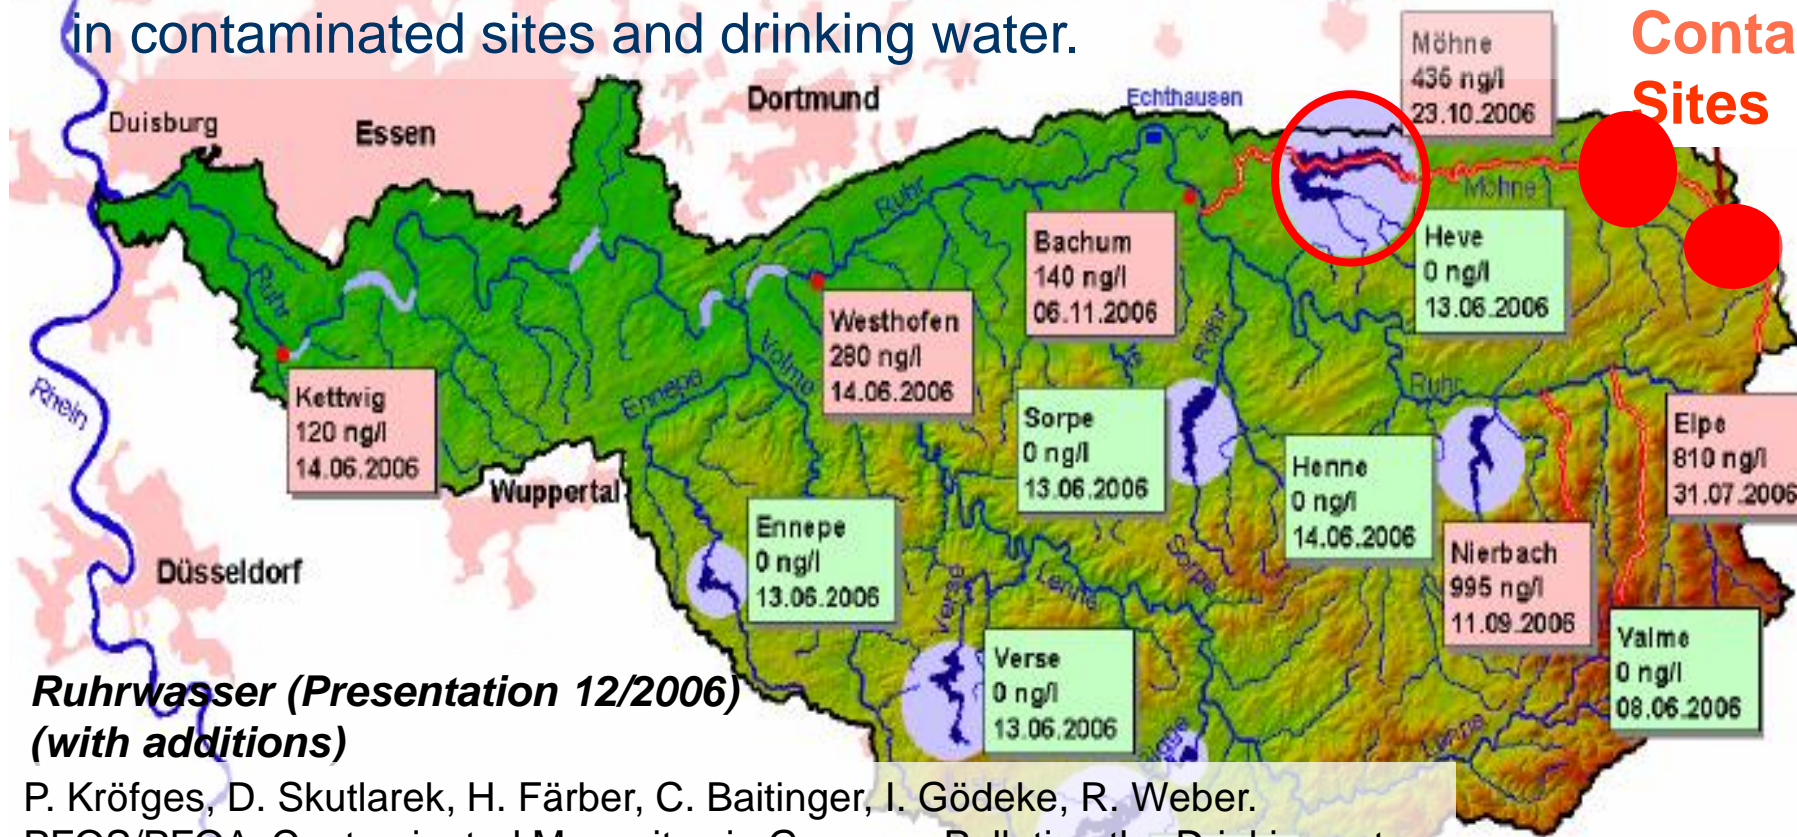 in contaminated sites and drinking water.
Sites
Möhne
436 ng/l
23.10.2006
Duisburg
Essen
Dortmund
Echthausen
Ruhr
Möhne
Bachum
140 ng/l
06.11.2006
Heve
0 ng/l
13.06.2006
Westhofen
280 ng/l
14.06.2006
Ruhr
Volme
Röhr
Rhein
Kettwig
120 ng/l
14.06.2006
Ennepe
Ruhr
Sorpe
0 ng/l
13.06.2006
Elpe
810 ng/l
31.07.2006
Henne
0 ng/l
14.06.2006
Wuppertal
Ennepe
0 ng/l
13.06.2006
Nierbach
995 ng/l
11.09.2006
Düsseldorf
Verse
Lenne
Sorpe
Verse
0 ng/l
13.06.2006
Valme
0 ng/l
08.06.2006
Lenne
Ruhrwasser (Presentation 12/2006)
(with additions)
P. Kröfges, D. Skutlarek, H. Färber, C. Baitinger, I. Gödeke, R. Weber.